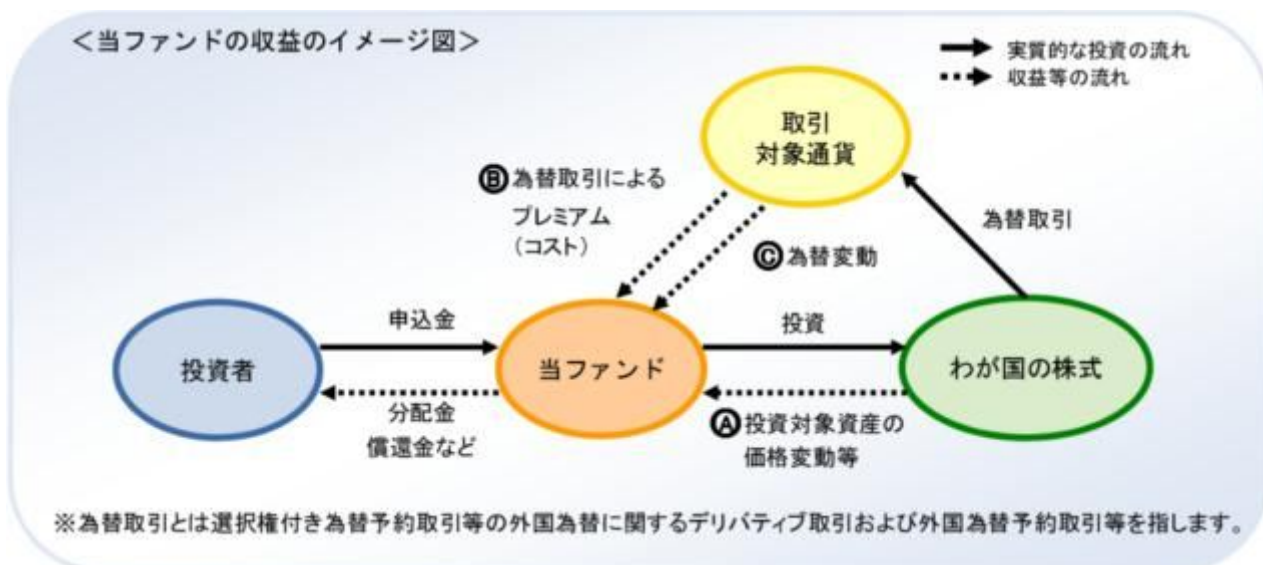 ＜当ファンドの収益のイメージ図＞
実質的な投資の流れ
収益等の流れ
取引
対象通貨
Ⓑ為替取引による
プレミアム
（コスト）
Ⓒ為替変動
為替取引
申込金
投資
投資者
当ファンド
わが国の株式
分配金
償還金など
Ⓐ投資対象資産の
価格変動等
※為替取引とは選択権付き為替予約取引等の外国為替に関するデリバティブ取引および外国為替予約取引等を指します。